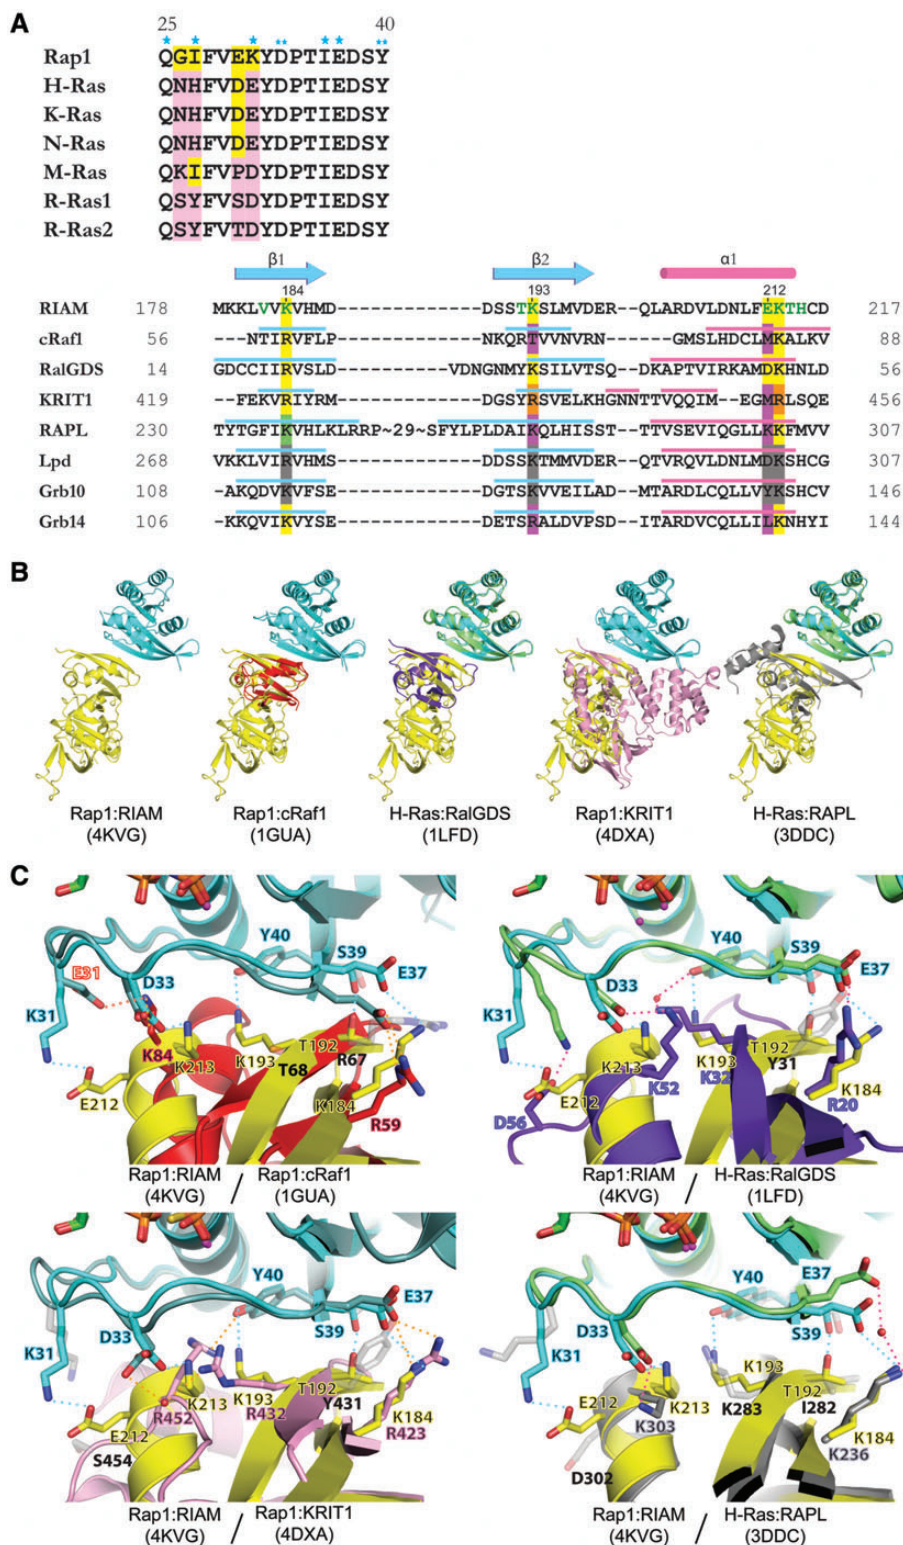 A
25 40
Rap1 QGIFVEKYDPTIEDSY
H-Ras QNHFVDEYDPTIEDSY
K-Ras QNHFVDEYDPTIEDSY
N-Ras QNHFVDEYDPTIEDSY
M-Ras QKIFVPDYDPTIEDSY
R-Ras1 QSYFVSDYDPTIEDSY
R-Ras2 QSYFVTDYDPTIEDSY
β1 β2 α1
184 193 212
RIAM 178 MKKLVVKVHMD------------DSSTKSLMVDER--QLARDVLDNLFEKTHCD 217
cRaf1 56 ---NTIRVFLP------------NKQRTVVNVRN----GMSLHDCLMKALKV 88
RalGDS 14 GDCCIIRVSLD----------VDNGNMYKSILVTSQ--DKAPTVIRKAMDKHNLD 56
KRIT1 419 --FEKVRIYRM------------DGSYRSVELKHGNNTTVQQIM--EGMRLSQE 456
RAPL 230 TYTGFIKVHLKLRRP~29~SFYLPLDAIKQLHISST--TTVSEVIQGLLKKFMVV 307
Lpd 268 VKKLVIRVHMS------------DDSSKTMMVDER--QTVRQVLDNLMDKSHCG 307
Grb10 108 -AKQDVKVFSE------------DGTSKVVEILAD--MTARDLCQLLVYKSHCV 146
Grb14 106 -KKQVIKVYSE------------DETSRALDVPSD--ITARDVCQLLILKNHYI 144
B
Rap1:RIAM (4KVG)
Rap1:cRaf1 (1GUA)
H-Ras:RalGDS (1LFD)
Rap1:KRIT1 (4DXA)
H-Ras:RAPL (3DDC)
C
Y40
S39
E37
E31
D33
K31
K84
K213
K193
T192
T68
R67
E212
K184
R59
Rap1:RIAM (4KVG) / Rap1:cRaf1 (1GUA)
Y40
S39
E37
D33
K31
K213
K193
T192
Y31
E212
K52
K32
K184
D56
R20
Rap1:RIAM (4KVG) / H-Ras:RalGDS (1LFD)
E37
Y40
D33
S39
K31
K213
K193
T192
R452
R432
Y431
E212
K184
S454
R423
Rap1:RIAM (4KVG) / Rap1:KRIT1 (4DXA)
E37
Y40
D33
S39
K31
K193
E212
K213
T192
K303
K283
I282
K184
K236
D302
Rap1:RIAM (4KVG) / H-Ras:RAPL (3DDC)